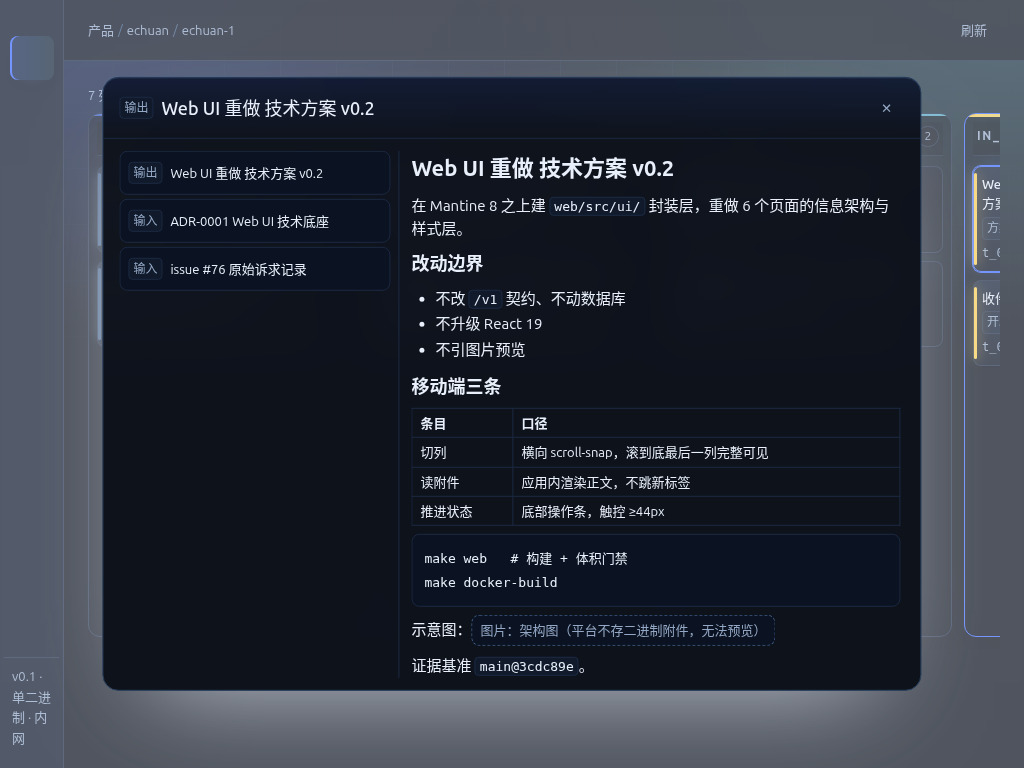 产品 / echuan / echuan-1
刷新
7
2
IN_
We
方
t_
收
开
t_
v0.1 ·
单二进
制 · 内
网
输出 Web UI 重做 技术方案 v0.2 ×
输出 Web UI 重做 技术方案 v0.2
输入 ADR-0001 Web UI 技术底座
输入 issue #76 原始诉求记录
Web UI 重做 技术方案 v0.2
在 Mantine 8 之上建 web/src/ui/ 封装层，重做 6 个页面的信息架构与
样式层。
改动边界
• 不改 /v1 契约、不动数据库
• 不升级 React 19
• 不引图片预览
移动端三条
条目 口径
切列 横向 scroll-snap，滚到底最后一列完整可见
读附件 应用内渲染正文，不跳新标签
推进状态 底部操作条，触控 ≥44px
make web # 构建 + 体积门禁
make docker-build
示意图： 图片：架构图（平台不存二进制附件，无法预览）
证据基准 main@3cdc89e 。